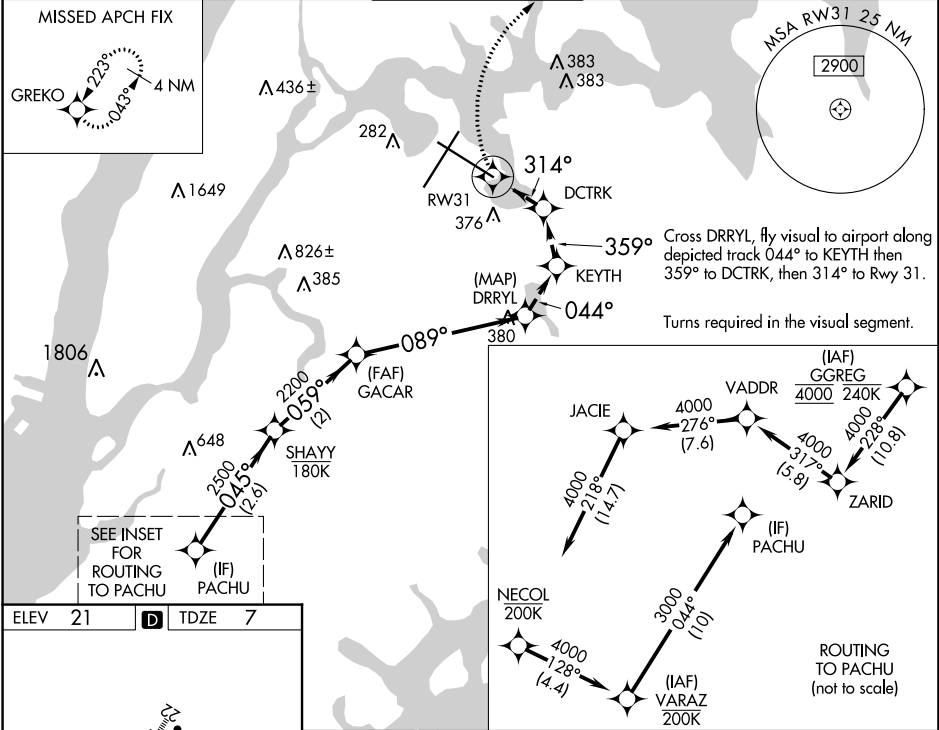 MISSED APCH FIX
GREKO
223°
043°
4 NM
436±
383
383
282
1649
RW31
376
314°
DCTRK
MSA RW31 25 NM
2900
826±
385
359°
KEYTH
(MAP)
DRRYL
044°
380
Cross DRRYL, fly visual to airport along
depicted track 044° to KEYTH then
359° to DCTRK, then 314° to Rwy 31.
Turns required in the visual segment.
1806
089°
(FAF)
GACAR
2200
059°
(2)
SHAYY
180K
648
2500
045°
(2.6)
SEE INSET
FOR
ROUTING
TO PACHU
(IF)
PACHU
(IAF)
GGREG
4000 240K
VADDR
JACIE
4000
276°
(7.6)
4000
317°
(5.8)
4000
228°
(10.8)
ZARID
4000
218°
(14.7)
(IF)
PACHU
NECOL
200K
4000
128°
(4.4)
3000
044°
(10)
(IAF)
VARAZ
200K
ROUTING
TO PACHU
(not to scale)
ELEV 21
D
TDZE 7
22